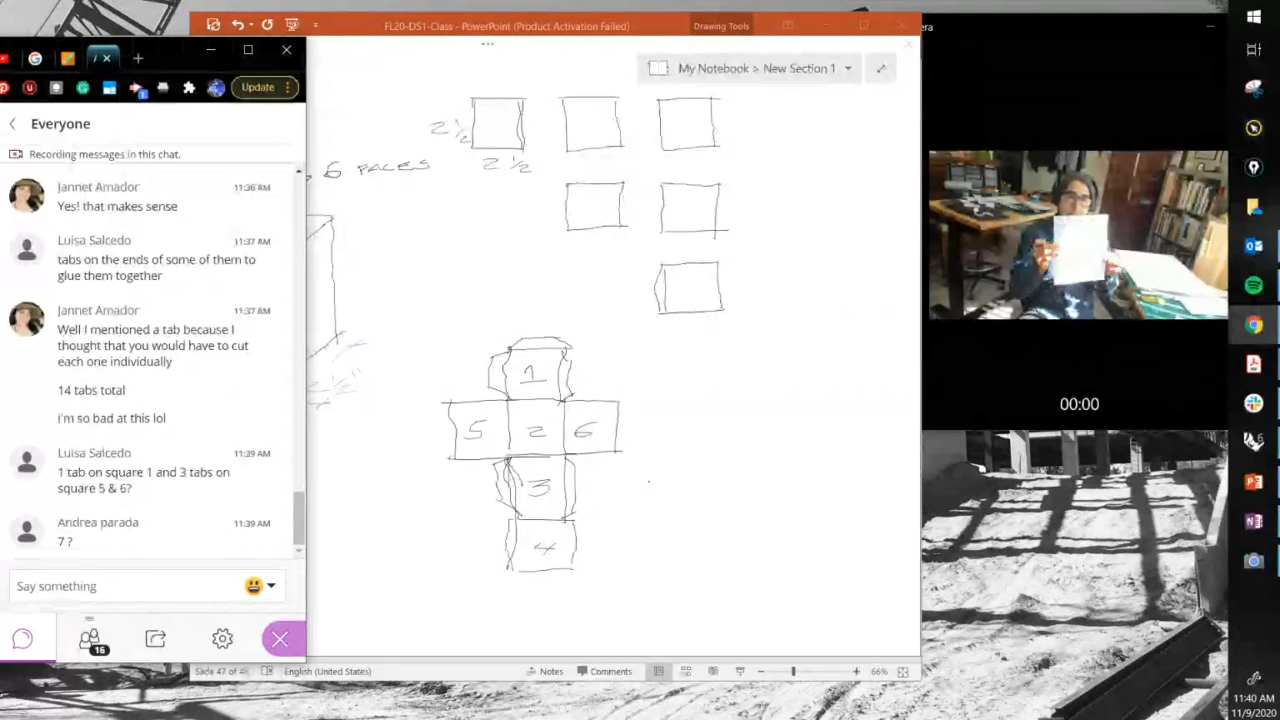 FL20-DS1-Class - PowerPoint (Product Activation Failed)
Drawing Tools
era
Update
My Notebook > New Section 1
Everyone
Recording messages in this chat.
Jannet Amador
11:36 AM
Yes! that makes sense
Luisa Salcedo
11:37 AM
tabs on the ends of some of them to
glue them together
Jannet Amador
11:37 AM
Well I mentioned a tab because I
thought that you would have to cut
each one individually
14 tabs total
i'm so bad at this lol
Luisa Salcedo
11:39 AM
1 tab on square 1 and 3 tabs on
square 5 & 6?
Andrea parada
11:39 AM
7 ?
Say something
16
2 1/2
6 FACES
2 1/2
1
5 2 6
3
4
00:00
English (United States)
Notes
Comments
66%
11:40 AM
11/9/2020